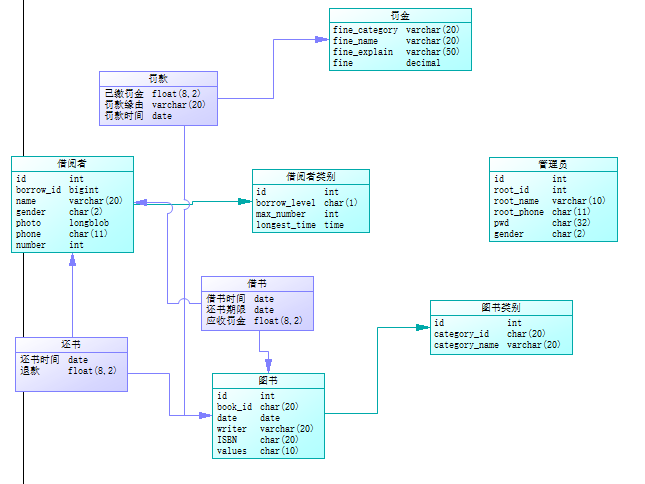 罚金
fine_category varchar(20)
fine_name varchar(20)
fine_explain varchar(50)
fine decimal
罚款
已缴罚金 float(8,2)
罚款缘由 varchar(20)
罚款时间 date
借阅者
id int
borrow_id bigint
name varchar(20)
gender char(2)
photo longblob
phone char(11)
number int
借阅者类别
id int
borrow_level char(1)
max_number int
longest_time time
管理员
id int
root_id int
root_name varchar(10)
root_phone char(11)
pwd char(32)
gender char(2)
借书
借书时间 date
还书期限 date
应收罚金 float(8,2)
图书类别
id int
category_id char(20)
category_name varchar(20)
还书
还书时间 date
退款 float(8,2)
图书
id int
book_id char(20)
date date
writer varchar(20)
ISBN char(20)
values char(10)